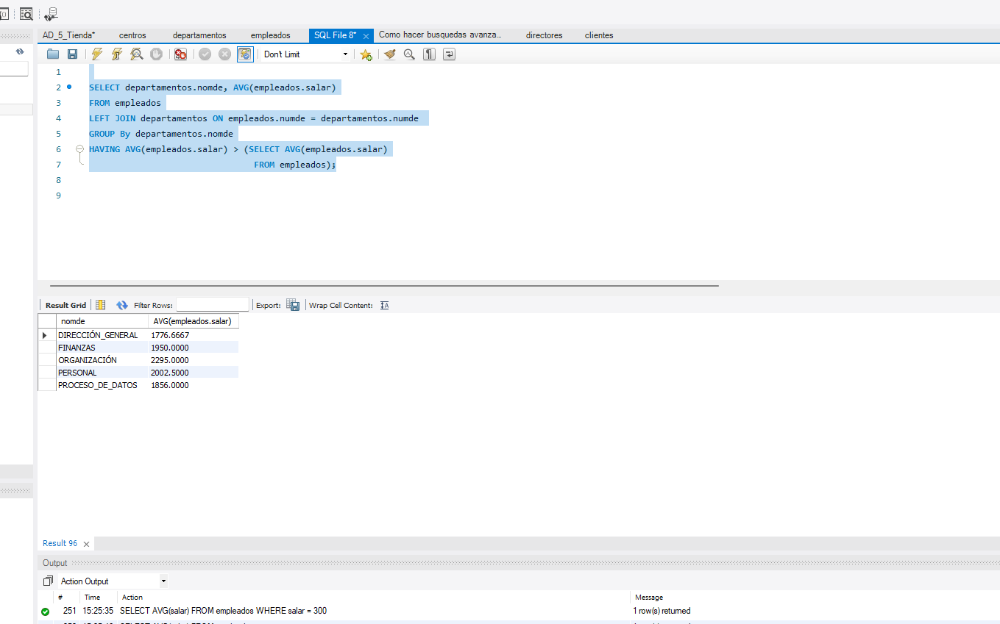 AD_5_Tienda* centros departamentos empleados SQL File 8* Como hacer busquedas avanza... directores clientes
Don't Limit
1
2 SELECT departamentos.nomde, AVG(empleados.salar)
3 FROM empleados
4 LEFT JOIN departamentos ON empleados.numde = departamentos.numde
5 GROUP By departamentos.nomde
6 HAVING AVG(empleados.salar) > (SELECT AVG(empleados.salar)
7 FROM empleados);
8
9
Result Grid Filter Rows: Export: Wrap Cell Content:
nomde AVG(empleados.salar)
DIRECCIÓN_GENERAL 1776.6667
FINANZAS 1950.0000
ORGANIZACIÓN 2295.0000
PERSONAL 2002.5000
PROCESO_DE_DATOS 1856.0000
Result 96
Output
Action Output
# Time Action Message
251 15:25:35 SELECT AVG(salar) FROM empleados WHERE salar = 300 1 row(s) returned